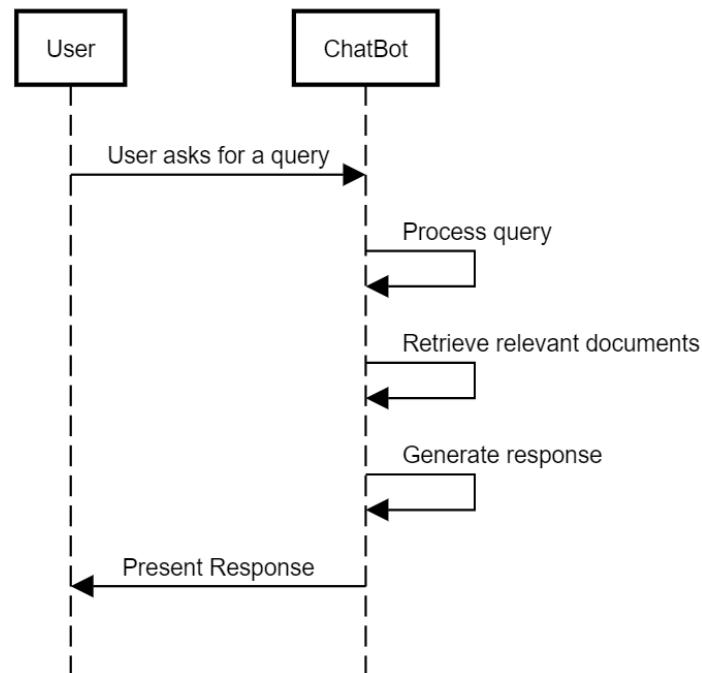 User
ChatBot
User asks for a query
Process query
Retrieve relevant documents
Generate response
Present Response